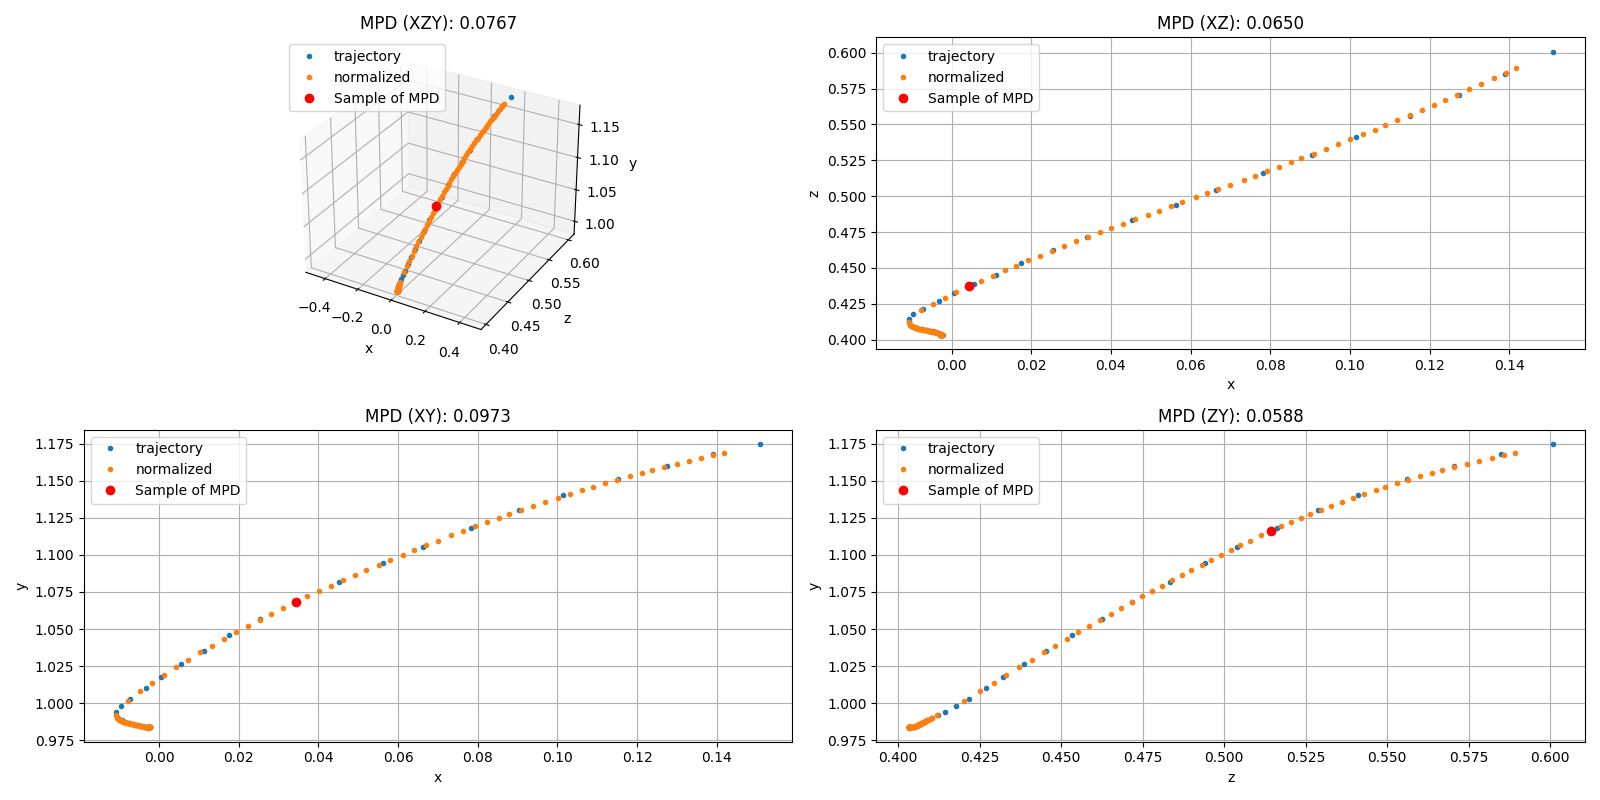 MPD (XZY): 0.0767
trajectory
normalized
Sample of MPD
1.15
1.10
1.05
1.00
y
0.60
0.55
0.50
0.45
0.40
z
−0.4
−0.2
0.0
0.2
0.4
x
MPD (XZ): 0.0650
trajectory
normalized
Sample of MPD
0.600
0.575
0.550
0.525
0.500
0.475
0.450
0.425
0.400
z
0.00 0.02 0.04 0.06 0.08 0.10 0.12 0.14
x
MPD (XY): 0.0973
trajectory
normalized
Sample of MPD
1.175
1.150
1.125
1.100
1.075
1.050
1.025
1.000
0.975
y
0.00 0.02 0.04 0.06 0.08 0.10 0.12 0.14
x
MPD (ZY): 0.0588
trajectory
normalized
Sample of MPD
1.175
1.150
1.125
1.100
1.075
1.050
1.025
1.000
0.975
y
0.400 0.425 0.450 0.475 0.500 0.525 0.550 0.575 0.600
z